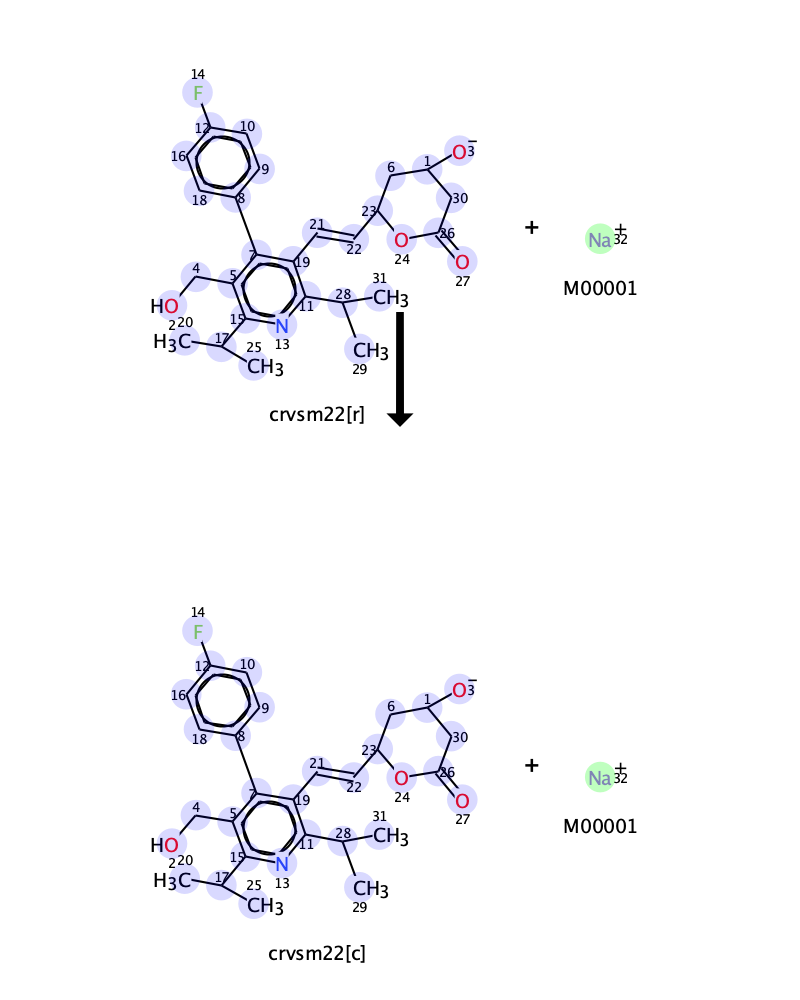 14
F
12
10
16
9
18
8
O3−
1
6
30
23
21
26
22
O
24
O
27
+
Na+
32
M00001
7
19
4
5
31
CH3
28
11
HO
2
15
N
13
20
H3C
17
25
CH3
CH3
29
crvsm22[r]
14
F
12
10
16
9
18
8
O3−
1
6
30
23
21
26
22
O
24
O
27
+
Na+
32
M00001
7
19
4
5
31
CH3
28
11
HO
2
15
N
13
20
H3C
17
25
CH3
CH3
29
crvsm22[c]